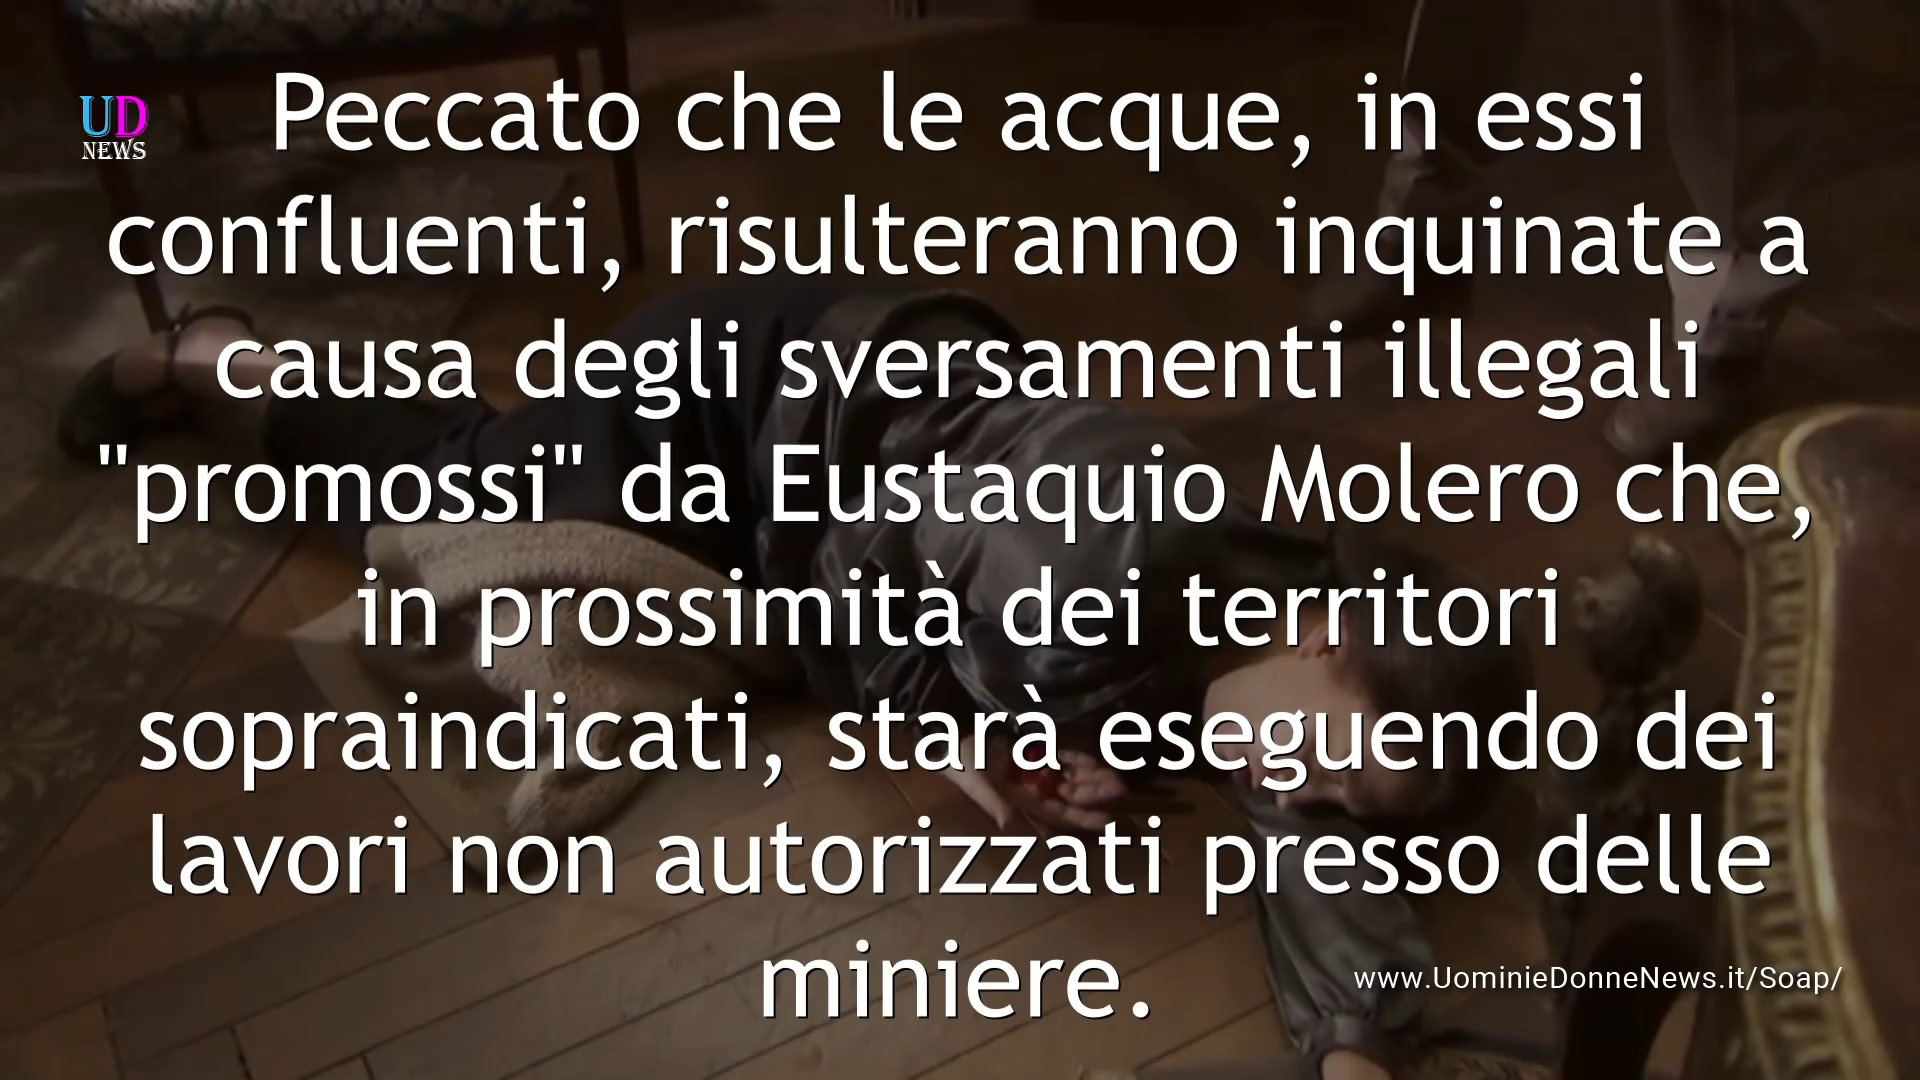 UD
NEWS
Peccato che le acque, in essi
confluenti, risulteranno inquinate a
causa degli sversamenti illegali
"promossi" da Eustaquio Molero che,
in prossimità dei territori
sopraindicati, starà eseguendo dei
lavori non autorizzati presso delle
miniere.
www.UominieDonneNews.it/Soap/